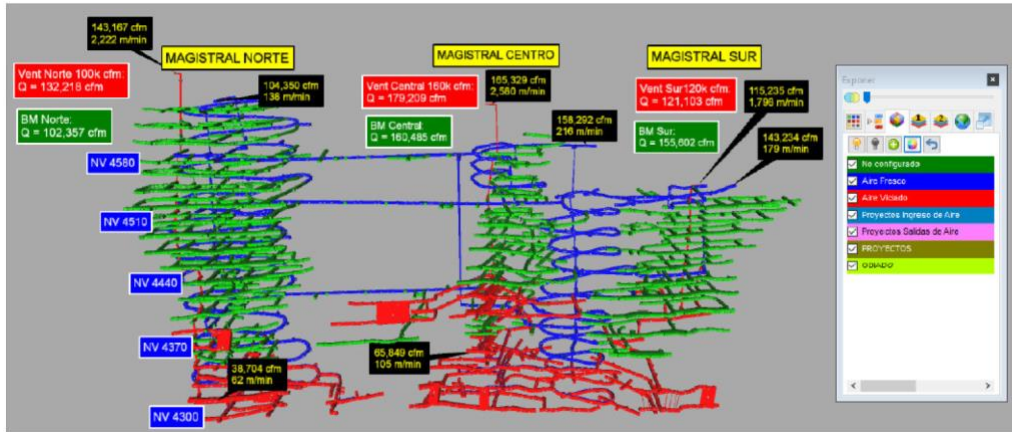 143,167 cfm
2,222 m/min
MAGISTRAL NORTE
MAGISTRAL CENTRO
MAGISTRAL SUR
Vent Norte 100k cfm:
Q = 132,218 cfm
104,350 cfm
138 m/min
Vent Central 160k cfm:
Q = 179,209 cfm
165,329 cfm
2,560 m/min
Vent Sur120k cfm:
Q = 121,103 cfm
115,235 cfm
1,796 m/min
BM Norte:
Q = 102,357 cfm
BM Central:
Q = 160,485 cfm
158,292 cfm
216 m/min
BM Sur:
Q = 155,602 cfm
143,234 cfm
179 m/min
NV 4560
NV 4510
NV 4440
NV 4370
NV 4300
38,704 cfm
62 m/min
65,849 cfm
105 m/min
Explorar
No configurado
Aire Fresco
Aire Viciado
Proyectos Ingreso de Aire
Proyectos Salidas de Aire
PROYECTOS